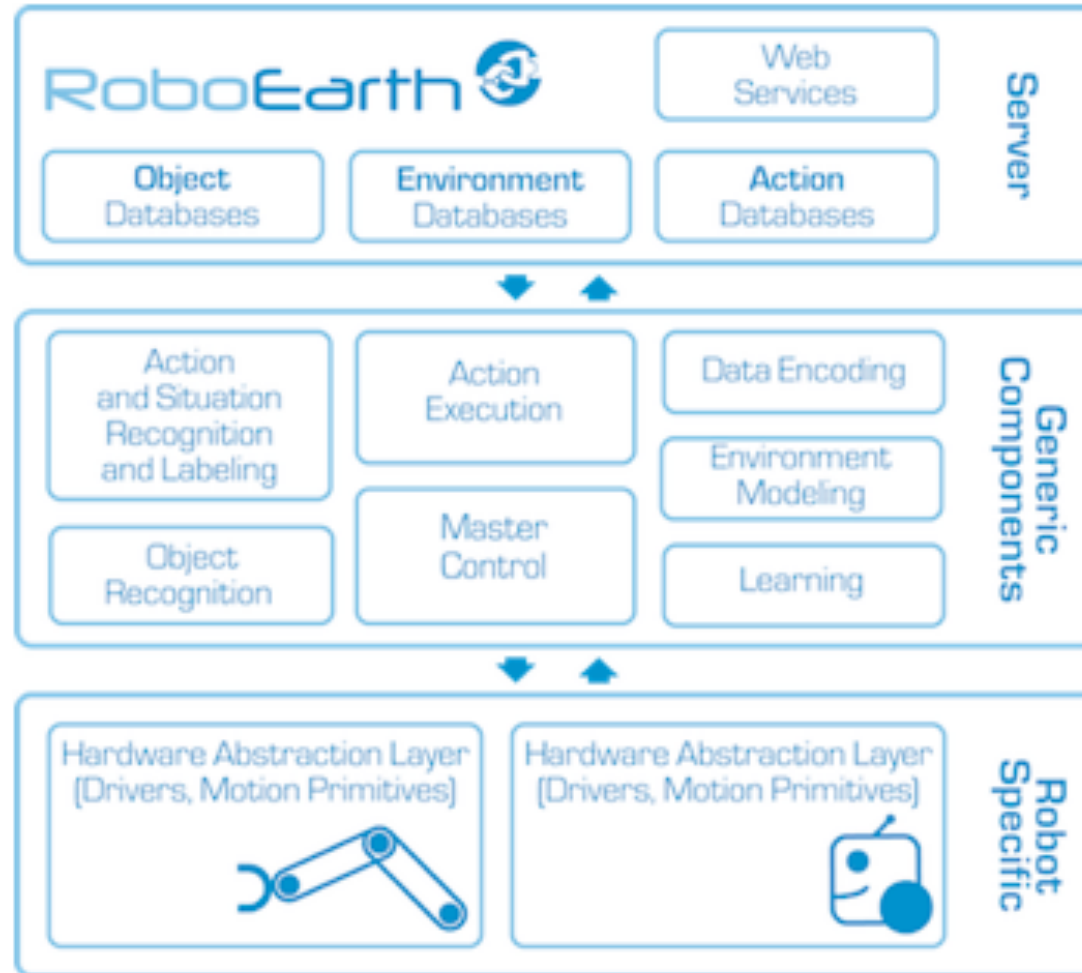 RoboEarth
Web
Services
Server
Object
Databases
Environment
Databases
Action
Databases
Action
and Situation
Recognition
and Labeling
Action
Execution
Data Encoding
Environment
Modeling
Object
Recognition
Master
Control
Learning
Generic
Components
Hardware Abstraction Layer
(Drivers, Motion Primitives)
Hardware Abstraction Layer
(Drivers, Motion Primitives)
Robot
Specific